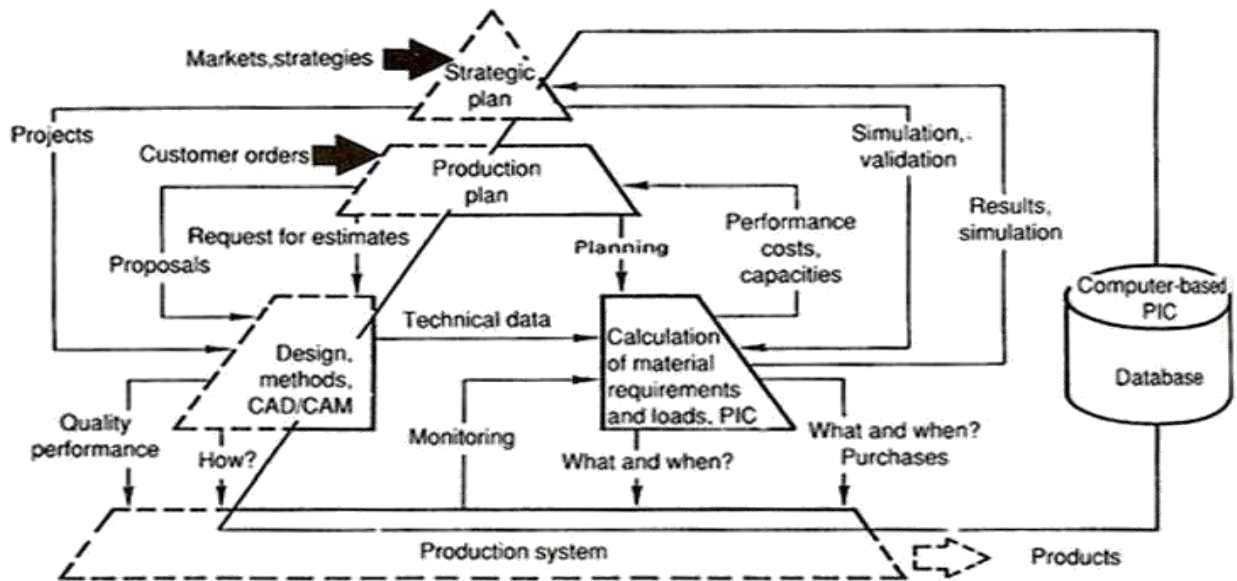 Markets,strategies
Strategic
plan
Projects
Simulation,.
validation
Customer orders
Production
plan
Results,
simulation
Request for estimates
Proposals
Planning
Performance
costs,
capacities
Computer-based
PIC
Database
Technical data
Design,
methods,
CAD/CAM
Calculation
of material
requirements
and loads, PIC
Quality
performance
How?
Monitoring
What and when?
What and when?
Purchases
Production system
Products